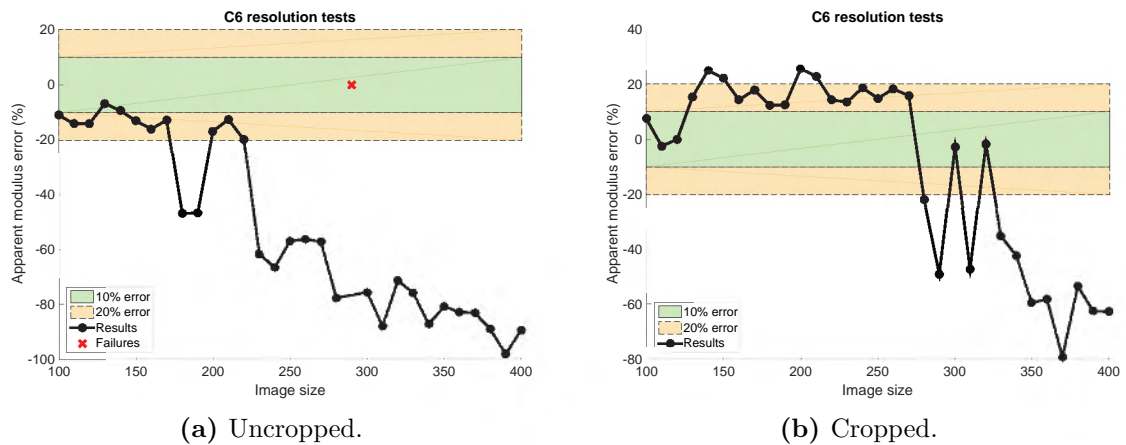 C6 resolution tests
20
0
-20
-40
-60
-80
-100
Apparent modulus error (%)
10% error
20% error
Results
Failures
100 150 200 250 300 350 400
Image size
(a) Uncropped.
C6 resolution tests
40
20
0
-20
-40
-60
-80
Apparent modulus error (%)
10% error
20% error
Results
100 150 200 250 300 350 400
Image size
(b) Cropped.